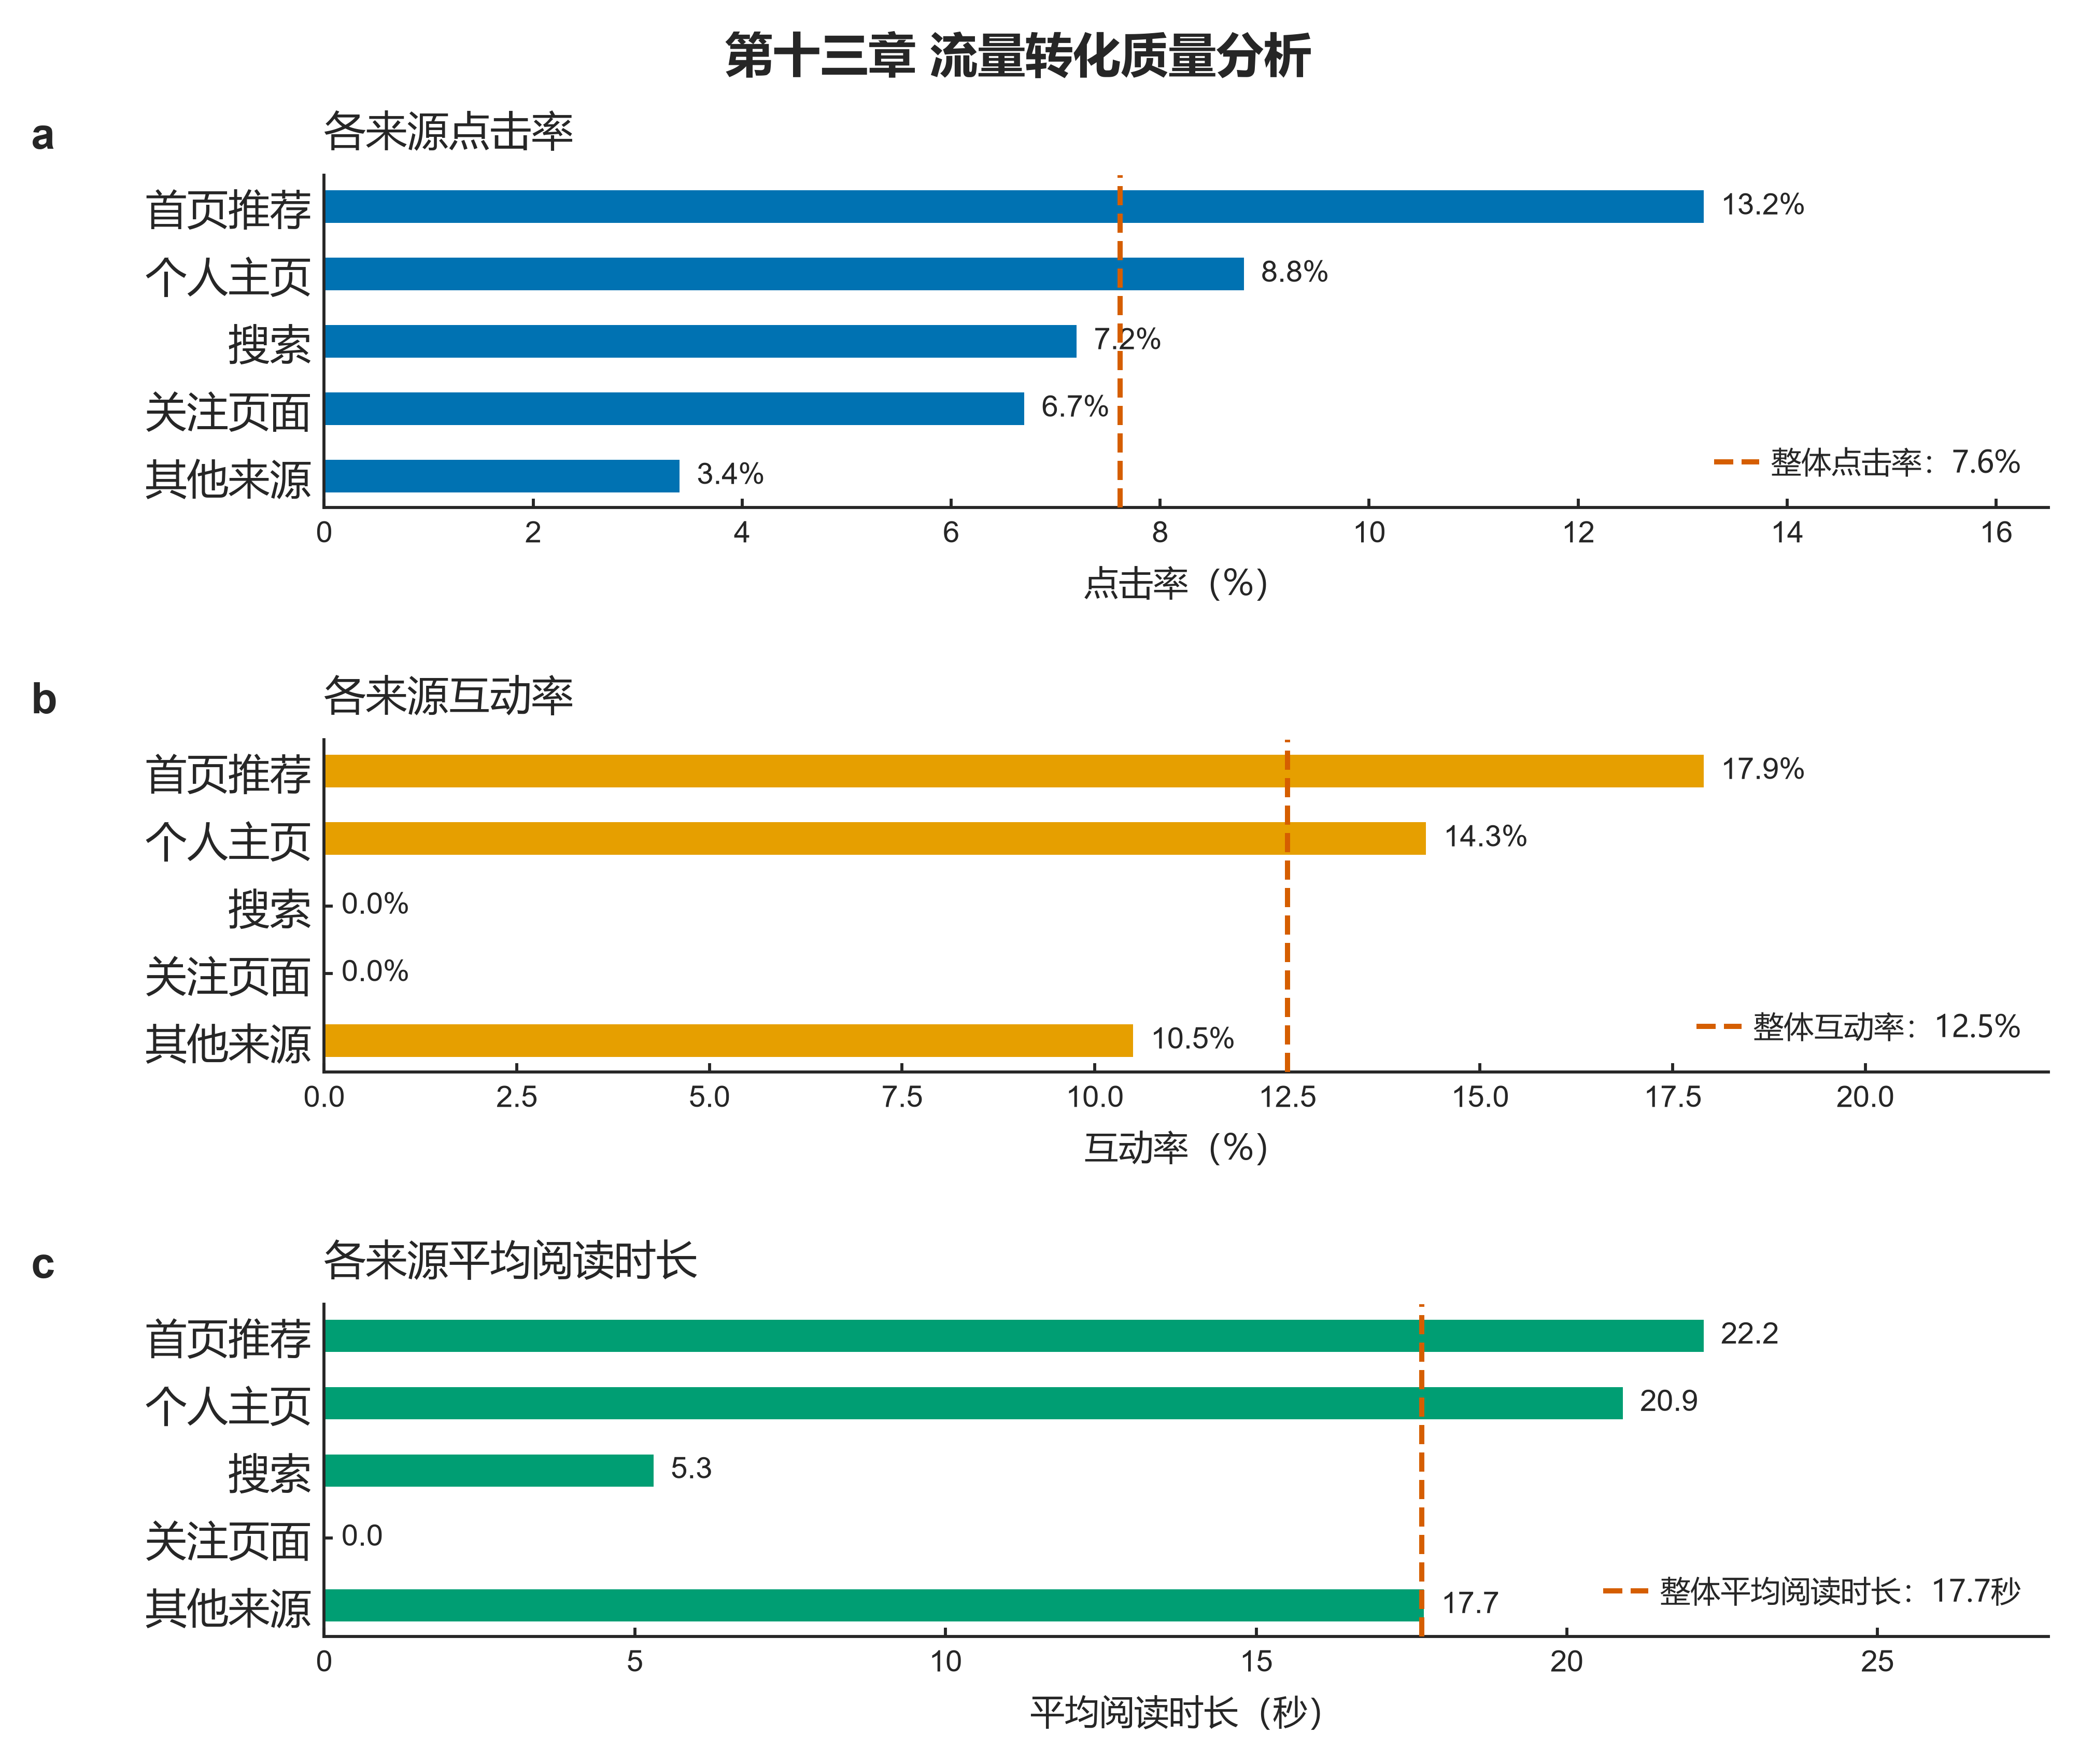 第十三章 流量转化质量分析
a
各来源点击率
首页推荐 13.2%
个人主页 8.8%
搜索 7.2%
关注页面 6.7%
其他来源 3.4%
整体点击率：7.6%
0 2 4 6 8 10 12 14 16
点击率（%）
b
各来源互动率
首页推荐 17.9%
个人主页 14.3%
搜索 0.0%
关注页面 0.0%
其他来源 10.5%
整体互动率：12.5%
0.0 2.5 5.0 7.5 10.0 12.5 15.0 17.5 20.0
互动率（%）
c
各来源平均阅读时长
首页推荐 22.2
个人主页 20.9
搜索 5.3
关注页面 0.0
其他来源 17.7
整体平均阅读时长：17.7秒
0 5 10 15 20 25
平均阅读时长（秒）